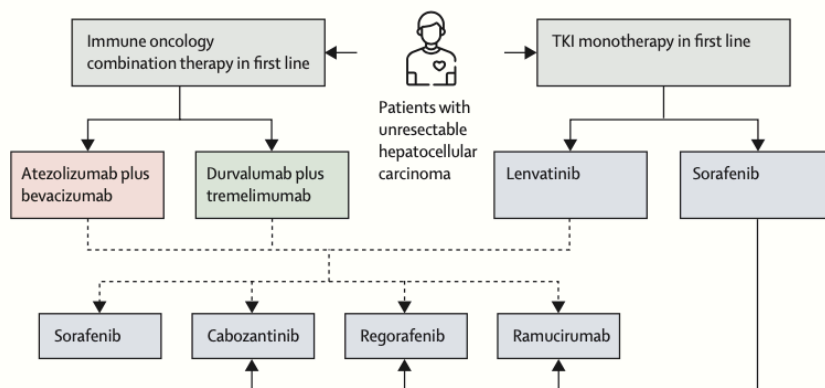 Immune oncology
combination therapy in first line
TKI monotherapy in first line
Patients with
unresectable
hepatocellular
carcinoma
Atezolizumab plus
bevacizumab
Durvalumab plus
tremelimumab
Lenvatinib
Sorafenib
Sorafenib
Cabozantinib
Regorafenib
Ramucirumab